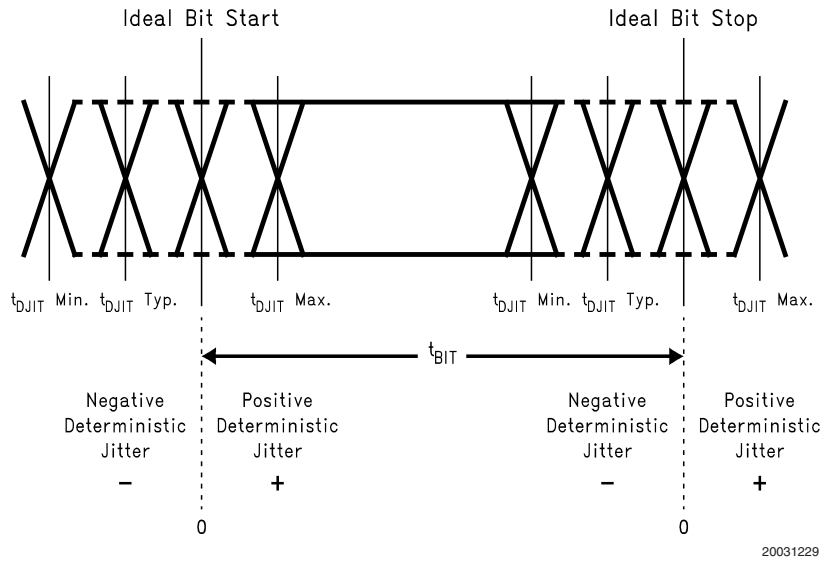 Ideal Bit Start
Ideal Bit Stop
tDJIT Min.
tDJIT Typ.
tDJIT Max.
tDJIT Min.
tDJIT Typ.
tDJIT Max.
tBIT
Negative
Deterministic
Jitter
−
Positive
Deterministic
Jitter
+
Negative
Deterministic
Jitter
−
Positive
Deterministic
Jitter
+
0
0
20031229